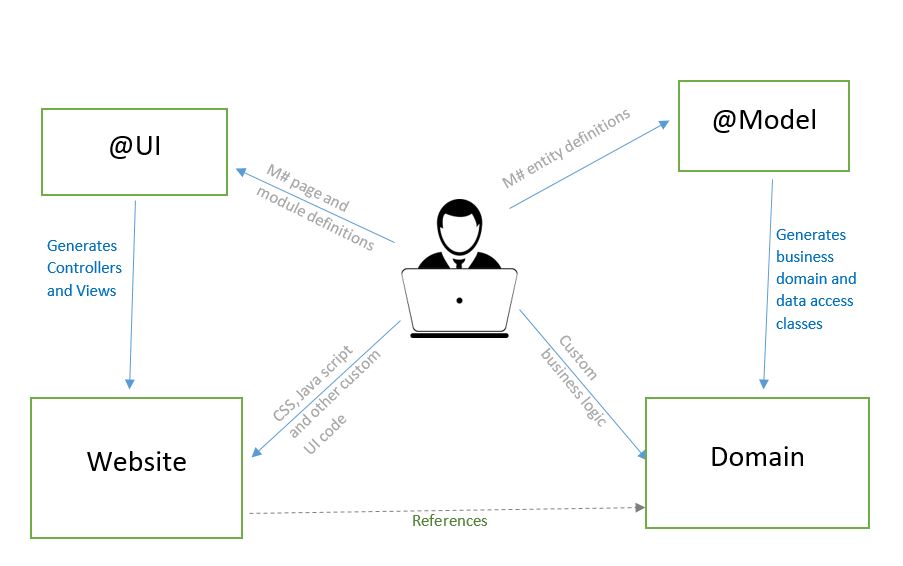 @UI
@Model
M# page and
module definitions
M# entity definitions
Generates
Controllers
and Views
Generates
business
domain and
data access
classes
CSS, Java script
and other custom
UI code
Custom
business logic
Website
Domain
References